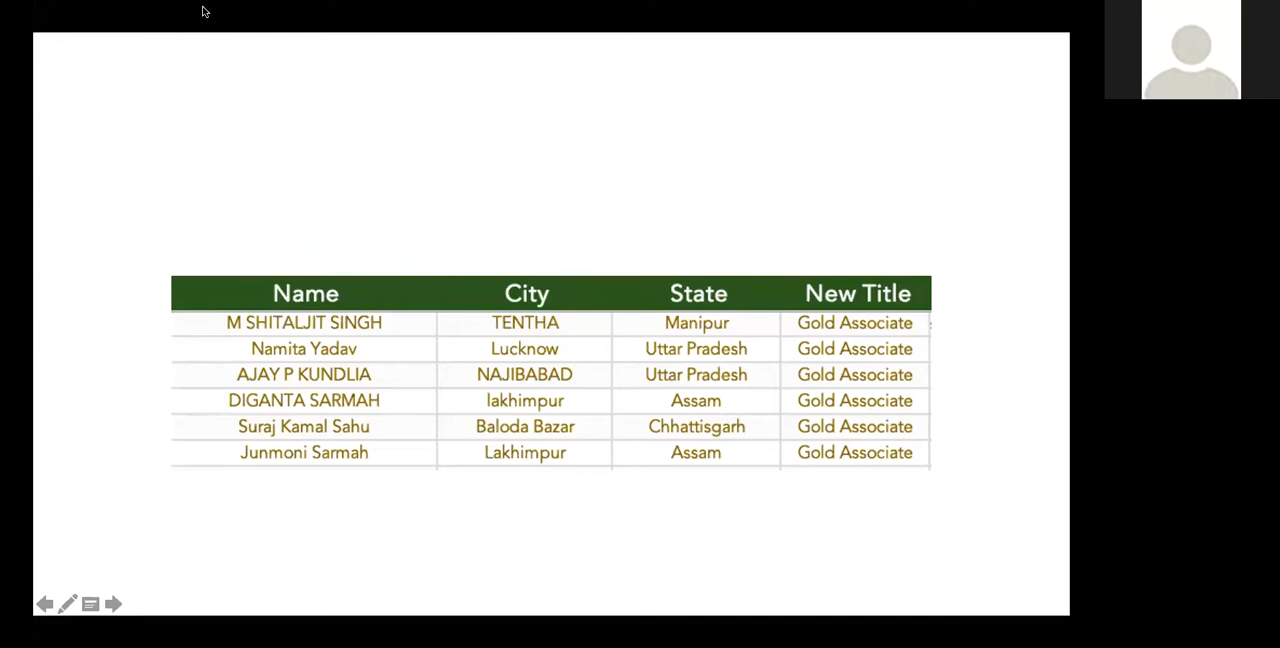 Name City State New Title
M SHITALJIT SINGH TENTHA Manipur Gold Associate
Namita Yadav Lucknow Uttar Pradesh Gold Associate
AJAY P KUNDLIA NAJIBABAD Uttar Pradesh Gold Associate
DIGANTA SARMAH lakhimpur Assam Gold Associate
Suraj Kamal Sahu Baloda Bazar Chhattisgarh Gold Associate
Junmoni Sarmah Lakhimpur Assam Gold Associate